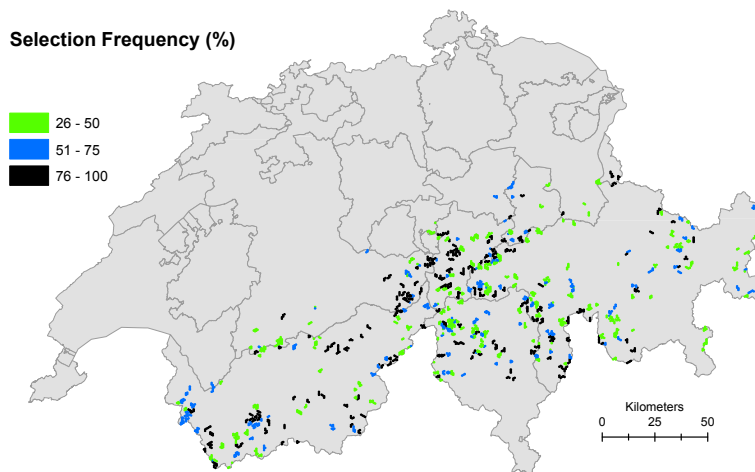 Selection Frequency (%)
26 - 50
51 - 75
76 - 100
Kilometers
0 25 50